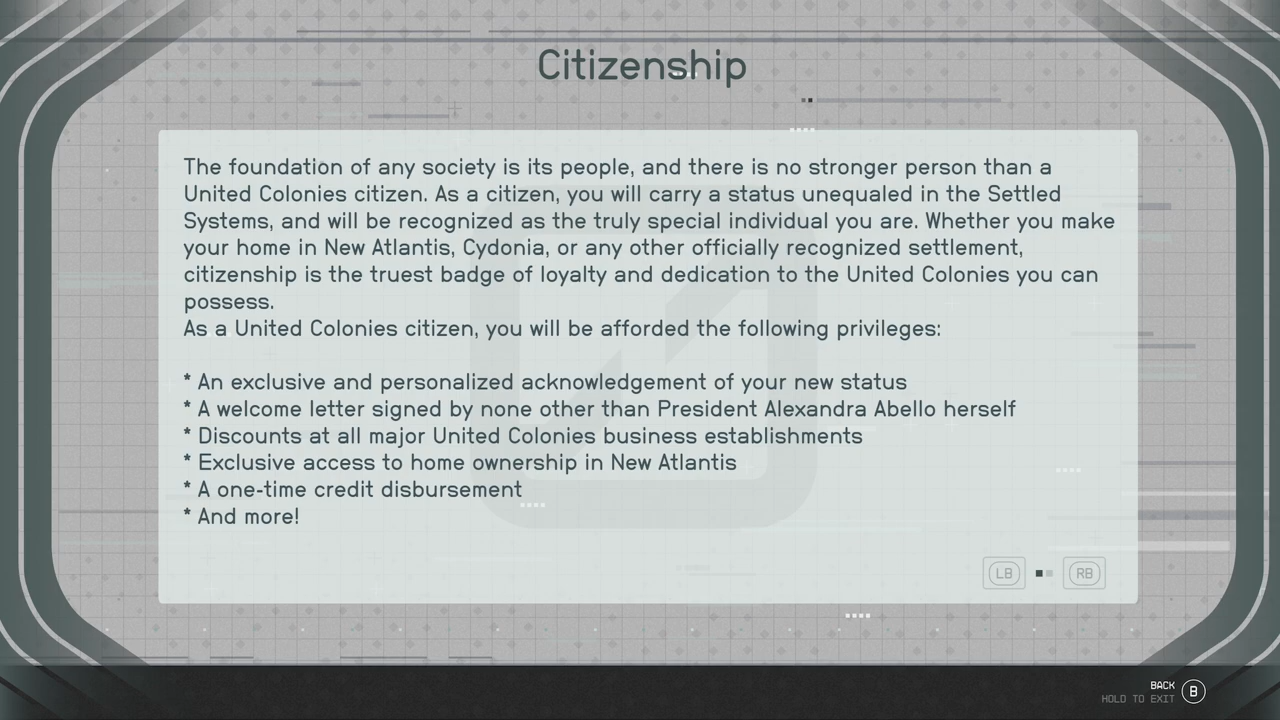 Citizenship
The foundation of any society is its people, and there is no stronger person than a
United Colonies citizen. As a citizen, you will carry a status unequaled in the Settled
Systems, and will be recognized as the truly special individual you are. Whether you make
your home in New Atlantis, Cydonia, or any other officially recognized settlement,
citizenship is the truest badge of loyalty and dedication to the United Colonies you can
possess.
As a United Colonies citizen, you will be afforded the following privileges:
* An exclusive and personalized acknowledgement of your new status
* A welcome letter signed by none other than President Alexandra Abello herself
* Discounts at all major United Colonies business establishments
* Exclusive access to home ownership in New Atlantis
* A one-time credit disbursement
* And more!
LB RB
BACK B
HOLD TO EXIT